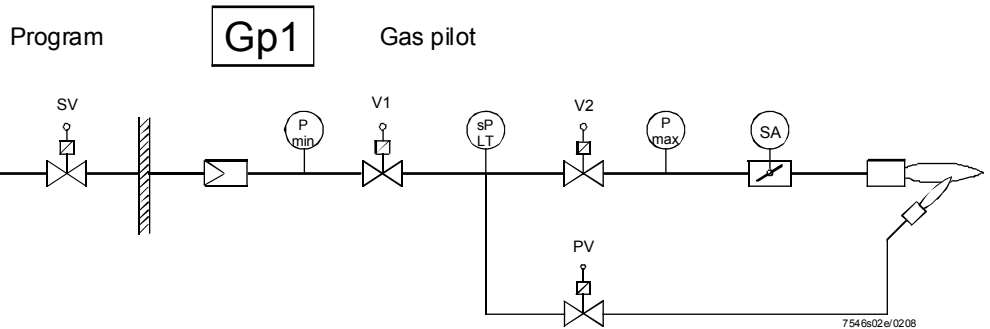 Program Gp1 Gas pilot
SV V1 V2
P min sP LT P max SA
PV
7546s02e/0208